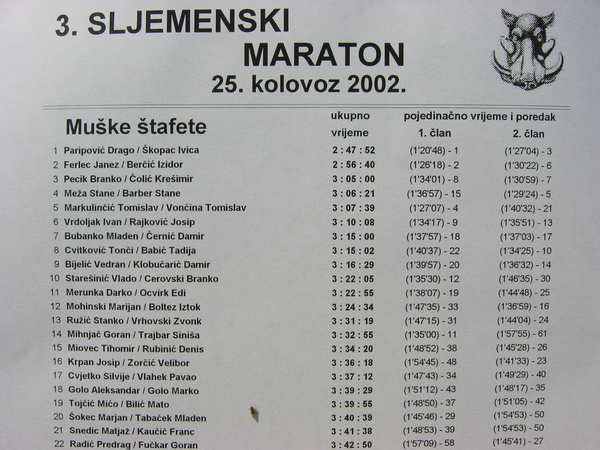 3. SLJEMENSKI
MARATON
25. kolovoz 2002.
Muške štafete ukupno vrijeme pojedinačno vrijeme i poredak 1. član 2. član
1 Paripović Drago / Škopac Ivica 2 : 47 : 52 (1'20'48) - 1 (1'27'04) - 3
2 Ferlec Janez / Berčić Izidor 2 : 56 : 40 (1'26'18) - 2 (1'30'22) - 6
3 Pecik Branko / Čolić Krešimir 3 : 05 : 00 (1'34'01) - 8 (1'30'59) - 7
4 Meža Stane / Barber Stane 3 : 06 : 21 (1'36'57) - 15 (1'29'24) - 5
5 Markulinčić Tomislav / Vončina Tomislav 3 : 07 : 39 (1'27'07) - 4 (1'40'32) - 21
6 Vrdoljak Ivan / Rajković Josip 3 : 10 : 08 (1'34'17) - 9 (1'35'51) - 13
7 Bubanko Mladen / Černić Damir 3 : 15 : 00 (1'37'57) - 18 (1'37'03) - 17
8 Cvitković Tonči / Babić Tadija 3 : 15 : 02 (1'40'37) - 22 (1'34'25) - 10
9 Bijelić Vedran / Klobučarić Damir 3 : 16 : 29 (1'39'57) - 20 (1'36'32) - 14
10 Starešinić Vlado / Cerovski Branko 3 : 22 : 05 (1'35'30) - 12 (1'46'35) - 30
11 Merunka Darko / Ocvirk Edi 3 : 22 : 55 (1'38'07) - 19 (1'44'48) - 25
12 Mohinski Marijan / Boltez Iztok 3 : 24 : 34 (1'47'35) - 33 (1'36'59) - 16
13 Ružić Stanko / Vrhovski Zvonk 3 : 31 : 19 (1'47'15) - 31 (1'44'04) - 24
14 Mihnjač Goran / Trajbar Siniša 3 : 32 : 55 (1'35'00) - 11 (1'57'55) - 61
15 Miovec Tihomir / Rubinić Denis 3 : 34 : 20 (1'48'52) - 38 (1'45'28) - 26
16 Krpan Josip / Zorčić Velibor 3 : 36 : 18 (1'54'45) - 48 (1'41'33) - 23
17 Cvjetko Silvije / Vlahek Pavao 3 : 37 : 12 (1'47'43) - 34 (1'49'29) - 40
18 Golo Aleksandar / Golo Marko 3 : 39 : 29 (1'51'12) - 43 (1'48'17) - 35
19 Tojčić Mićo / Bilić Mato 3 : 39 : 55 (1'48'50) - 37 (1'51'05) - 42
20 Šokec Marjan / Tabaček Mladen 3 : 40 : 39 (1'45'46) - 29 (1'54'53) - 50
21 Snedic Matjaž / Kaučič Franc 3 : 41 : 38 (1'48'53) - 39 (1'54'53) - 50
22 Radić Predrag / Fučkar Goran 3 : 42 : 50 (1'57'09) - 58 (1'45'41) - 27